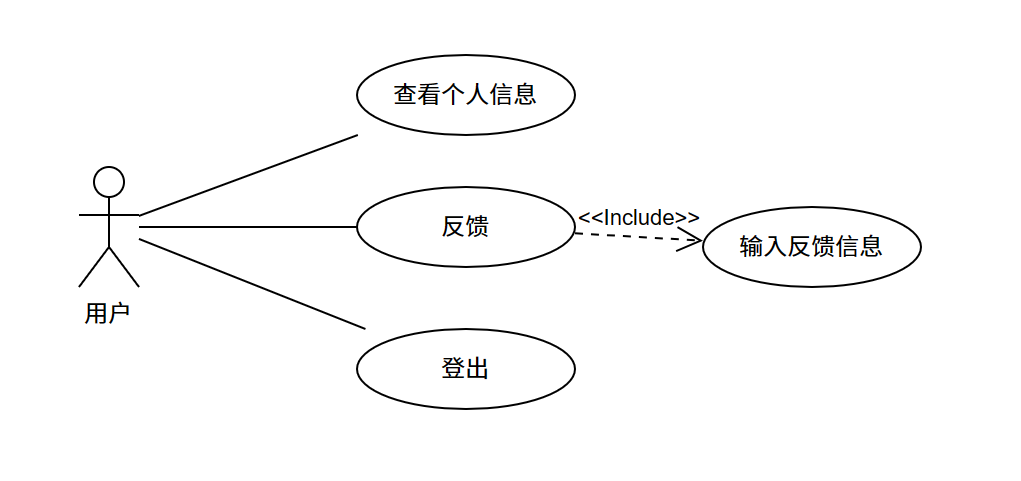 查看个人信息
反馈
<<Include>>
输入反馈信息
用户
登出